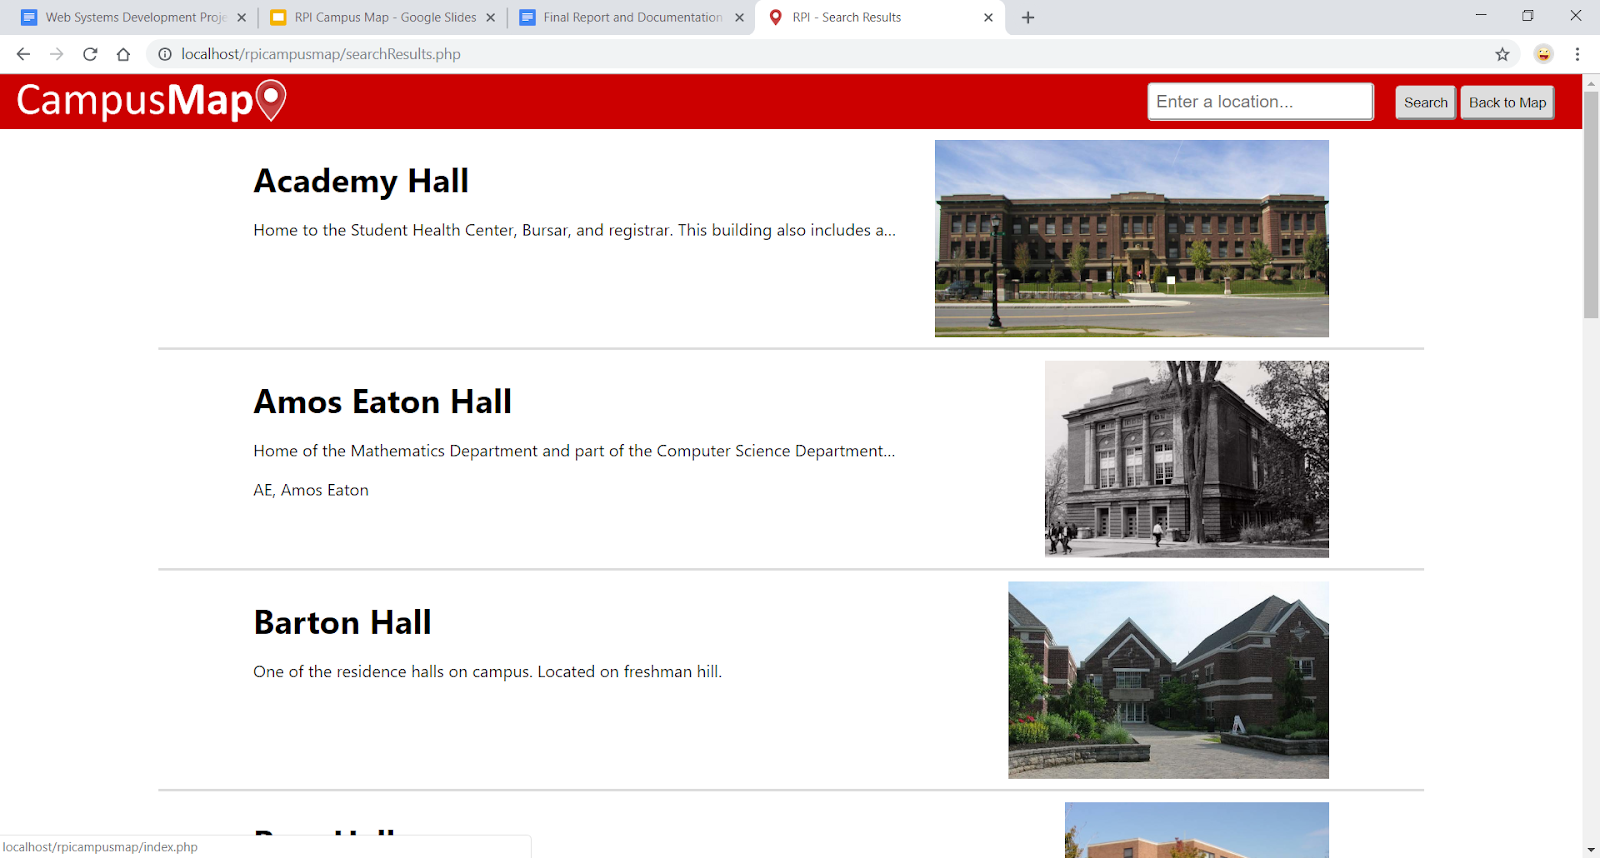 Web Systems Development Proje
RPI Campus Map - Google Slides
Final Report and Documentation
RPI - Search Results
localhost/rpicampusmap/searchResults.php
CampusMap
Enter a location...
Search
Back to Map
Academy Hall
Home to the Student Health Center, Bursar, and registrar. This building also includes a...
Amos Eaton Hall
Home of the Mathematics Department and part of the Computer Science Department...
AE, Amos Eaton
Barton Hall
One of the residence halls on campus. Located on freshman hill.
Hall
localhost/rpicampusmap/index.php